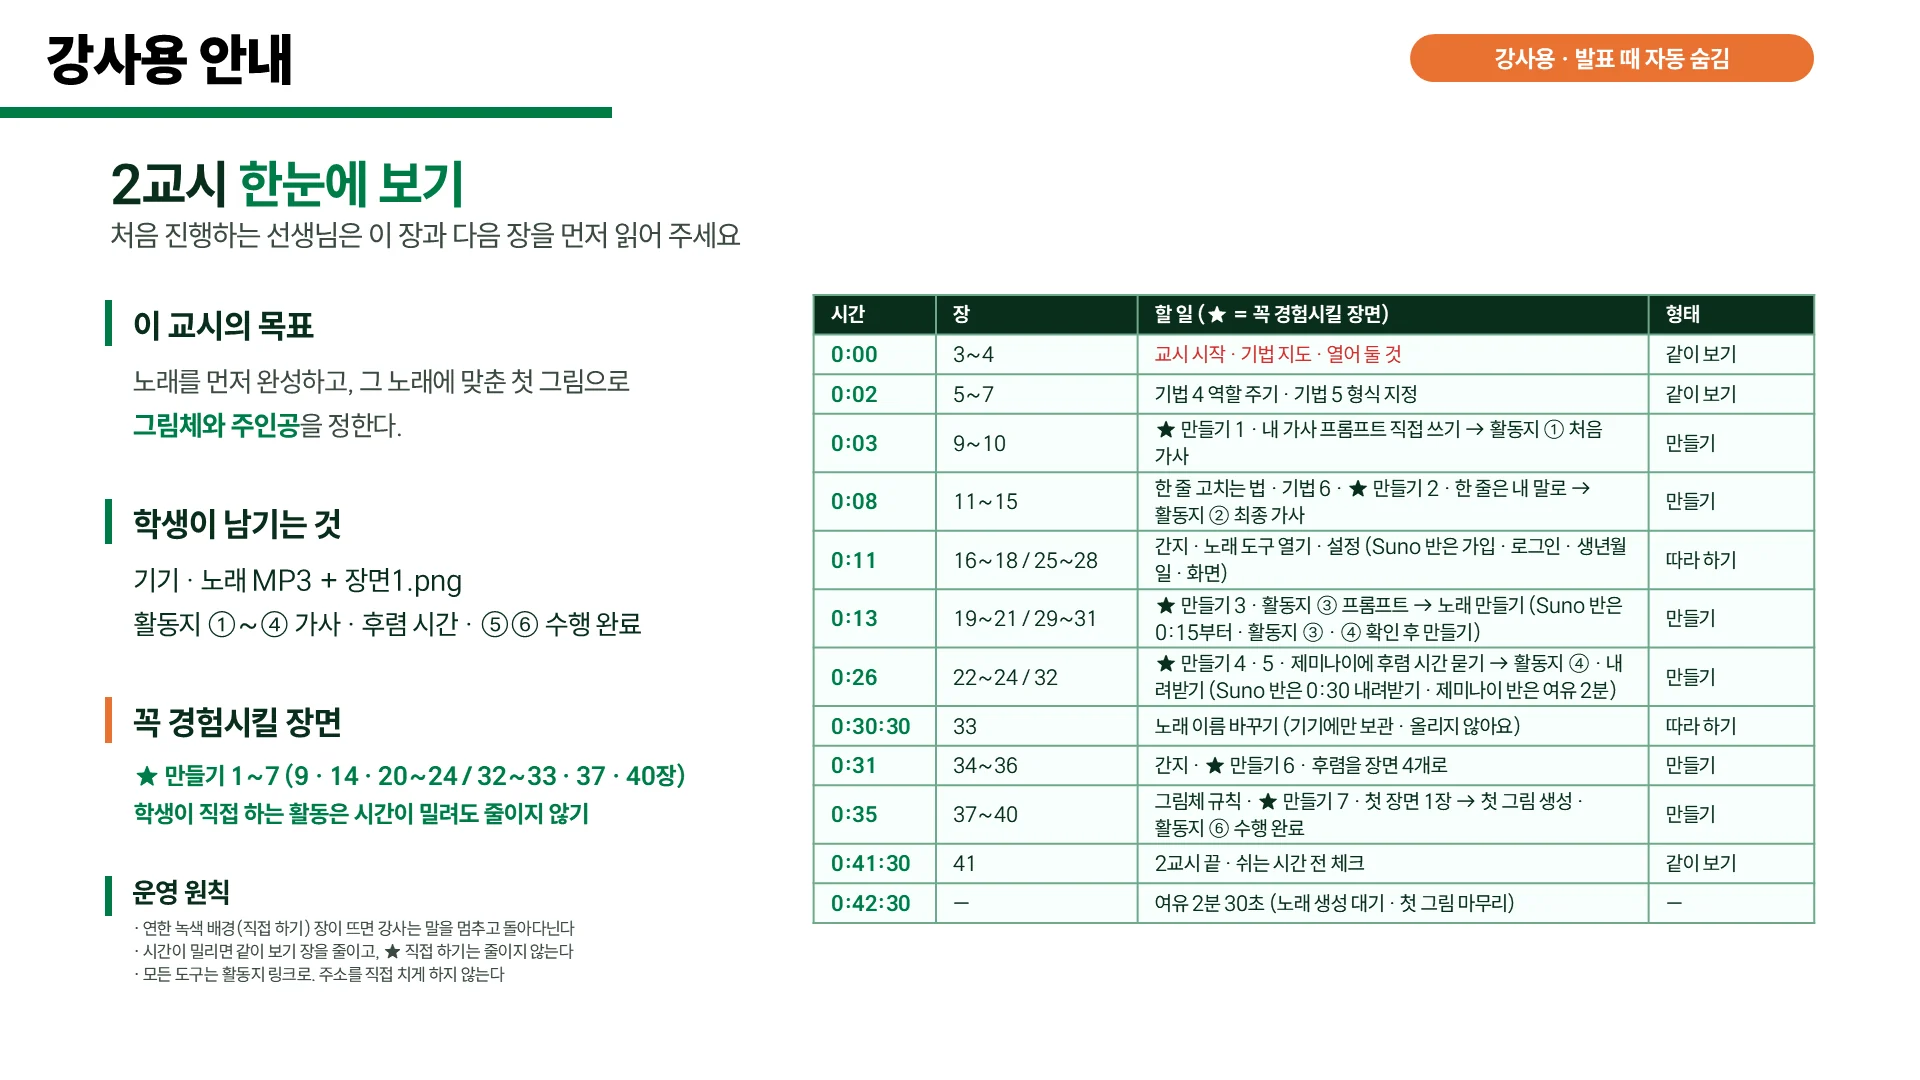 강사용 안내
강사용 · 발표 때 자동 숨김
2교시 한눈에 보기
처음 진행하는 선생님은 이 장과 다음 장을 먼저 읽어 주세요
이 교시의 목표
노래를 먼저 완성하고, 그 노래에 맞춘 첫 그림으로
그림체와 주인공을 정한다.
학생이 남기는 것
기기 · 노래 MP3 + 장면1.png
활동지 ①~④ 가사 · 후렴 시간 · ⑤⑥ 수행 완료
꼭 경험시킬 장면
★ 만들기 1~7 (9 · 14 · 20~24 / 32~33 · 37 · 40장)
학생이 직접 하는 활동은 시간이 밀려도 줄이지 않기
운영 원칙
· 연한 녹색 배경(직접 하기) 장이 뜨면 강사는 말을 멈추고 돌아다닌다
· 시간이 밀리면 같이 보기 장을 줄이고, ★ 직접 하기는 줄이지 않는다
· 모든 도구는 활동지 링크로. 주소를 직접 치게 하지 않는다
시간 장 할 일 (★ = 꼭 경험시킬 장면) 형태
0:00 3~4 교시 시작 · 기법 지도 · 열어 둘 것 같이 보기
0:02 5~7 기법 4 역할 주기 · 기법 5 형식 지정 같이 보기
0:03 9~10 ★ 만들기 1 · 내 가사 프롬프트 직접 쓰기 → 활동지 ① 처음
가사 만들기
0:08 11~15 한 줄 고치는 법 · 기법 6 · ★ 만들기 2 · 한 줄은 내 말로 →
활동지 ② 최종 가사 만들기
0:11 16~18 / 25~28 간지 · 노래 도구 열기 · 설정 (Suno 반은 가입 · 로그인 · 생년월
일 · 화면) 따라 하기
0:13 19~21 / 29~31 ★ 만들기 3 · 활동지 ③ 프롬프트 → 노래 만들기 (Suno 반은
0:15부터 · 활동지 ③ · ④ 확인 후 만들기) 만들기
0:26 22~24 / 32 ★ 만들기 4 · 5 · 제미나이에 후렴 시간 묻기 → 활동지 ④ · 내
려받기 (Suno 반은 0:30 내려받기 · 제미나이 반은 여유 2분) 만들기
0:30:30 33 노래 이름 바꾸기 (기기에만 보관 · 올리지 않아요) 따라 하기
0:31 34~36 간지 · ★ 만들기 6 · 후렴을 장면 4개로 만들기
0:35 37~40 그림체 규칙 · ★ 만들기 7 · 첫 장면 1장 → 첫 그림 생성 ·
활동지 ⑥ 수행 완료 만들기
0:41:30 41 2교시 끝 · 쉬는 시간 전 체크 같이 보기
0:42:30 — 여유 2분 30초 (노래 생성 대기 · 첫 그림 마무리) —